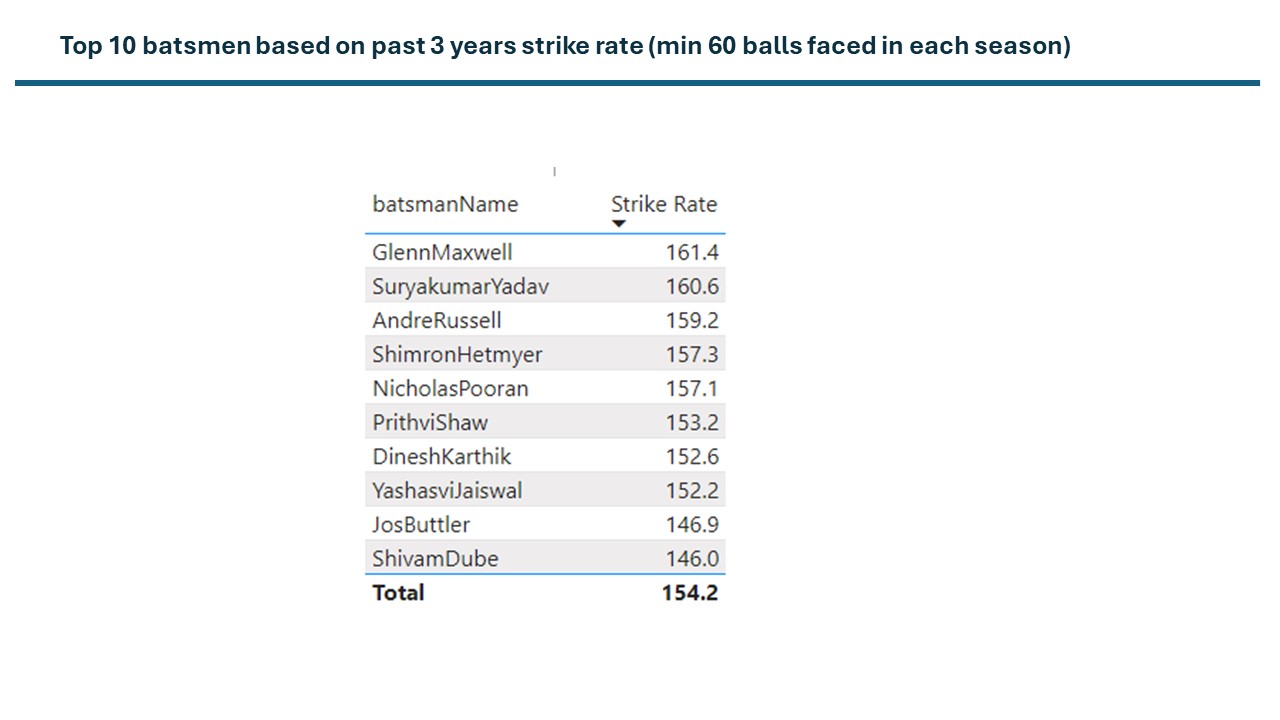 Top 10 batsmen based on past 3 years strike rate (min 60 balls faced in each season)
batsmanName Strike Rate
GlennMaxwell 161.4
SuryakumarYadav 160.6
AndreRussell 159.2
ShimronHetmyer 157.3
NicholasPooran 157.1
PrithviShaw 153.2
DineshKarthik 152.6
YashasviJaiswal 152.2
JosButtler 146.9
ShivamDube 146.0
Total 154.2